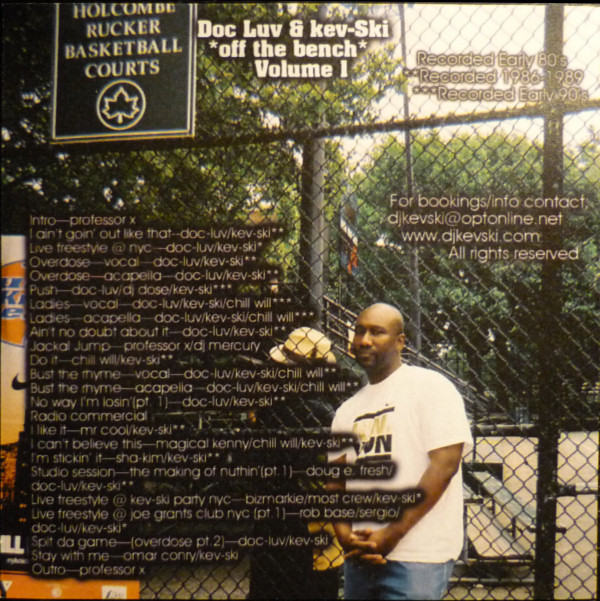 HOLCOMBE
RUCKER
BASKETBALL
COURTS
Doc Luv & kev-Ski
*off the bench*
Volume 1
Recorded Early 80's
**Recorded 1986-1989
***Recorded Early 90's
For bookings/info contact,
djkevski@optonline.net
www.djkevski.com
All rights reserved
Intro—professor x
I ain't goin' out like that--doc-luv/kev-ski**
Live freestyle @ nyc—doc-luv/kev-ski*
Overdose—vocal—doc-luv/kev-ski**
Overdose—acapella—doc-luv/kev-ski**
Push—doc-luv/dj dose/kev-ski***
Ladies—vocal—doc-luv/kev-ski/chill will***
Ladies—acapella—doc-luv/kev-ski/chill will***
Ain't no doubt about it—doc-luv/kev-ski**
Jackal Jump—professor x/dj mercury
Do it—chill will/kev-ski**
Bust the rhyme—vocal—doc-luv/kev-ski/chill will**
Bust the rhyme—acapella—doc-luv/kev-ski/chill will**
No way I'm losin'(pt. 1)—doc-luv/kev-ski**
Radio commercial
I like it—mr cool/kev-ski**
I can't believe this—magical kenny/chill will/kev-ski**
I'm stickin' it—sha-kim/kev-ski**
Studio session—the making of nuthin'(pt.1)—doug e. fresh/
doc-luv/kev-ski**
Live freestyle @ kev-ski party nyc—bizmarkie/most crew/kev-ski*
Live freestyle @ joe grants club nyc (pt.1)—rob base/sergio/
doc-luv/kev-ski*
Spit da game—(overdose pt.2)—doc-luv/kev-ski
Stay with me—omar conry/kev-ski
Outro—professor x